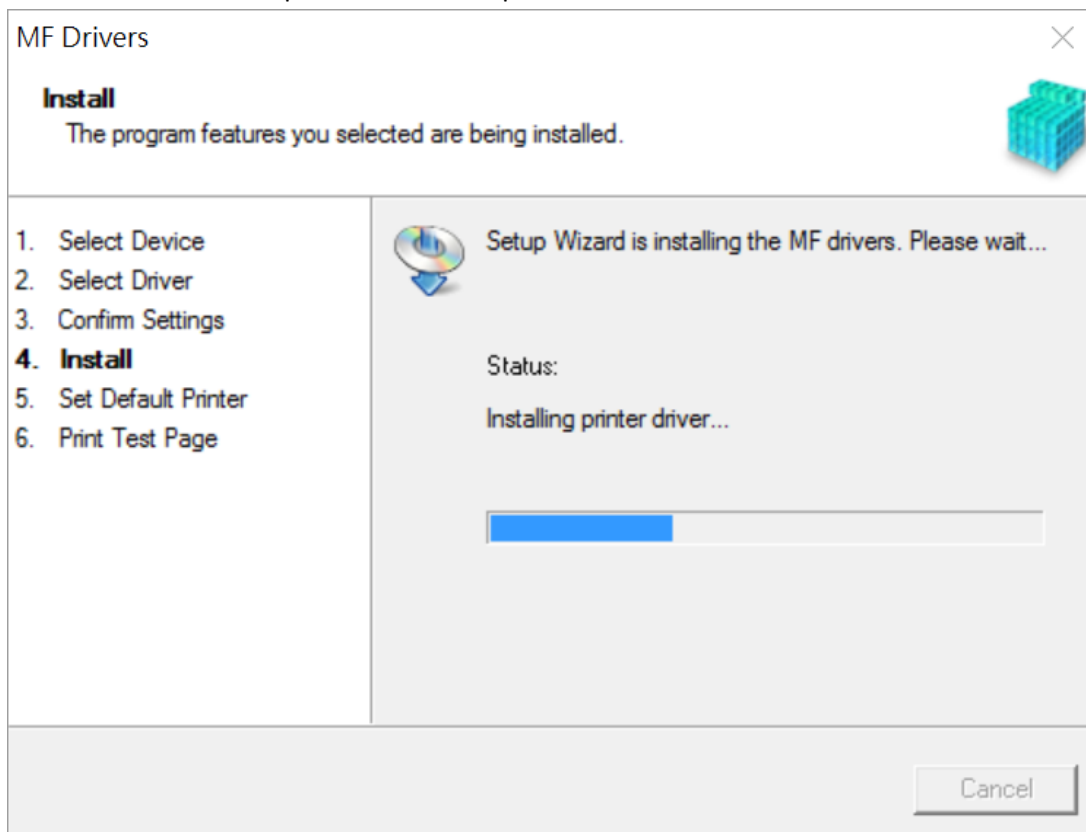 MF Drivers
Install
The program features you selected are being installed.
1. Select Device
2. Select Driver
3. Confirm Settings
4. Install
5. Set Default Printer
6. Print Test Page
Setup Wizard is installing the MF drivers. Please wait...
Status:
Installing printer driver...
Cancel